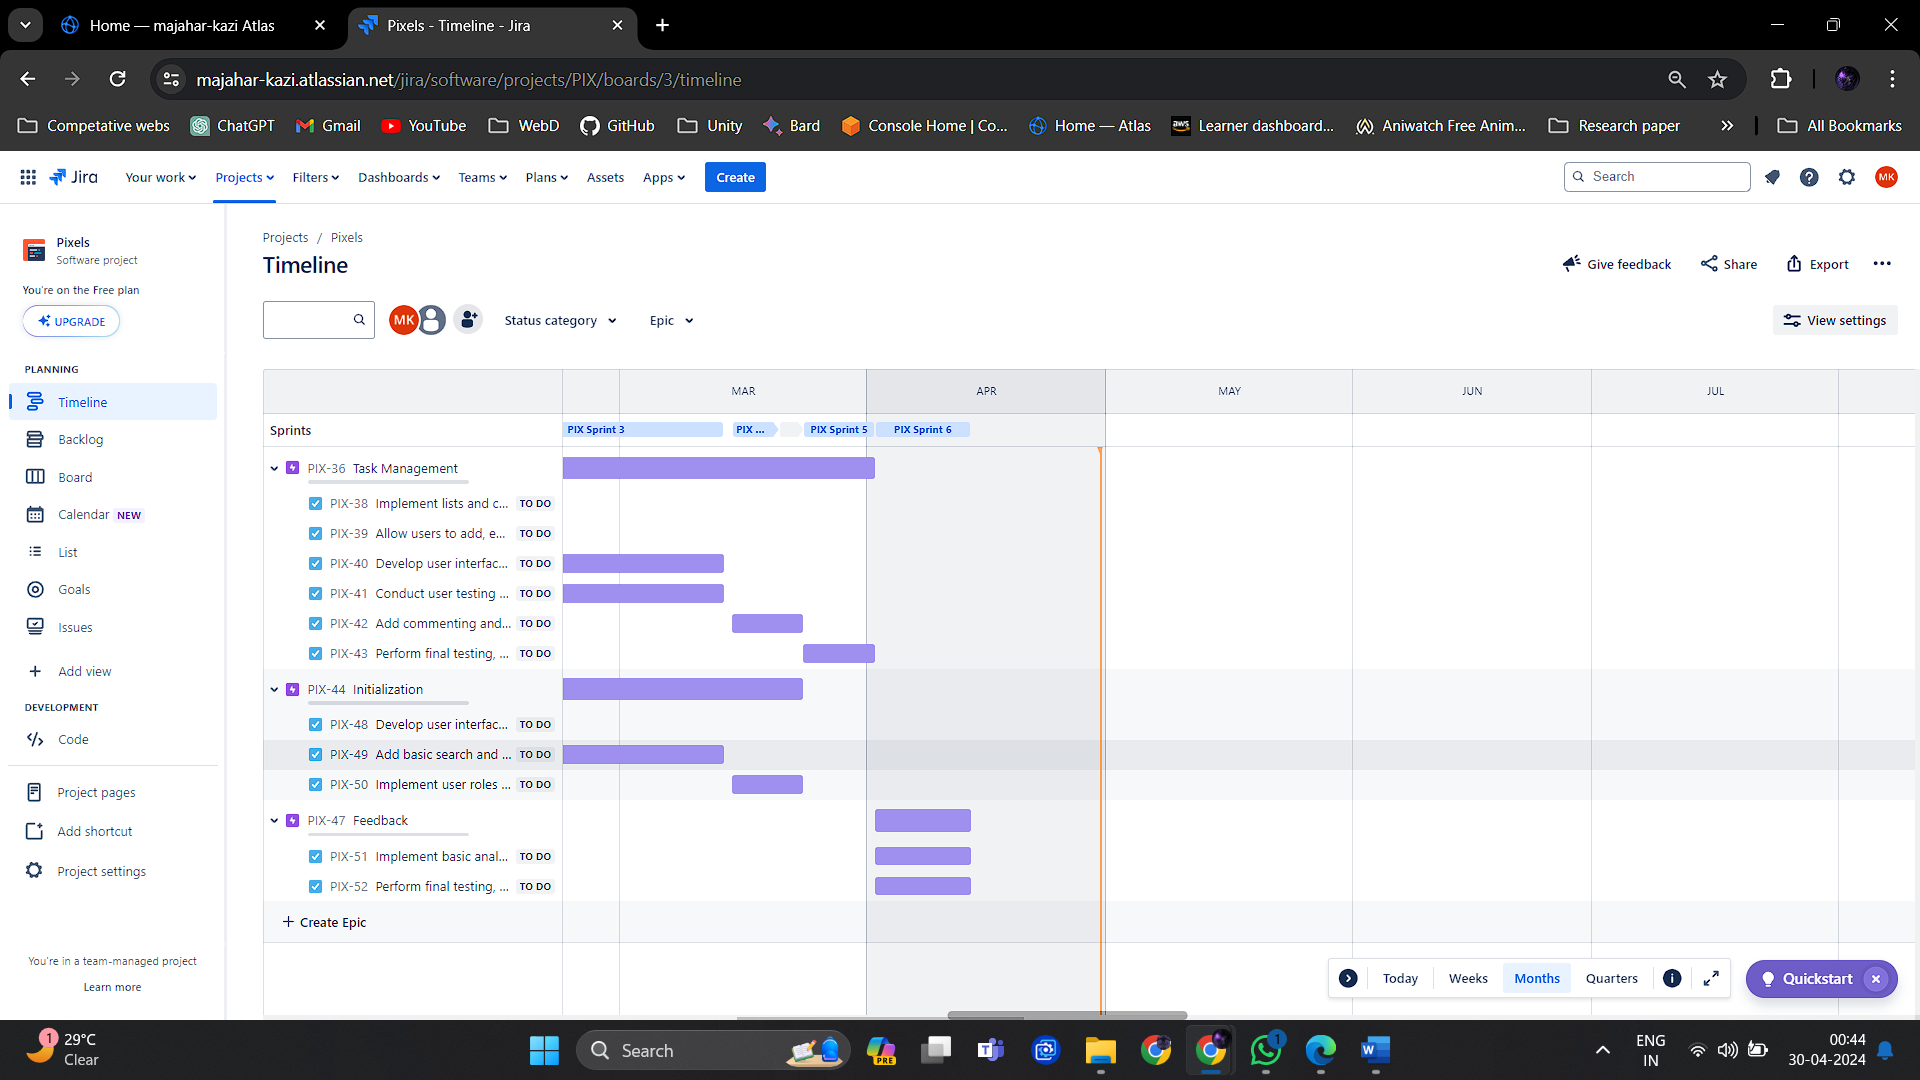 Home — majahar-kazi Atlas
Pixels - Timeline - Jira
majahar-kazi.atlassian.net/jira/software/projects/PIX/boards/3/timeline
Competative webs ChatGPT Gmail YouTube WebD GitHub Unity Bard Console Home | Co... Home — Atlas Learner dashboard... Aniwatch Free Anim... Research paper All Bookmarks
Jira Your work Projects Filters Dashboards Teams Plans Assets Apps Create Search MK
Pixels
Software project
You're on the Free plan
UPGRADE
PLANNING
Timeline
Backlog
Board
Calendar NEW
List
Goals
Issues
Add view
DEVELOPMENT
Code
Project pages
Add shortcut
Project settings
You're in a team-managed project
Learn more
Projects / Pixels
Timeline
Give feedback Share Export
MK Status category Epic View settings
MAR APR MAY JUN JUL
Sprints PIX Sprint 3 PIX ... PIX Sprint 5 PIX Sprint 6
PIX-36 Task Management
PIX-38 Implement lists and c... TO DO
PIX-39 Allow users to add, e... TO DO
PIX-40 Develop user interfac... TO DO
PIX-41 Conduct user testing ... TO DO
PIX-42 Add commenting and... TO DO
PIX-43 Perform final testing, ... TO DO
PIX-44 Initialization
PIX-48 Develop user interfac... TO DO
PIX-49 Add basic search and ... TO DO
PIX-50 Implement user roles ... TO DO
PIX-47 Feedback
PIX-51 Implement basic anal... TO DO
PIX-52 Perform final testing, ... TO DO
Create Epic
Today Weeks Months Quarters Quickstart
1 29°C
Clear
Search
PRE
1
ENG
IN
00:44
30-04-2024